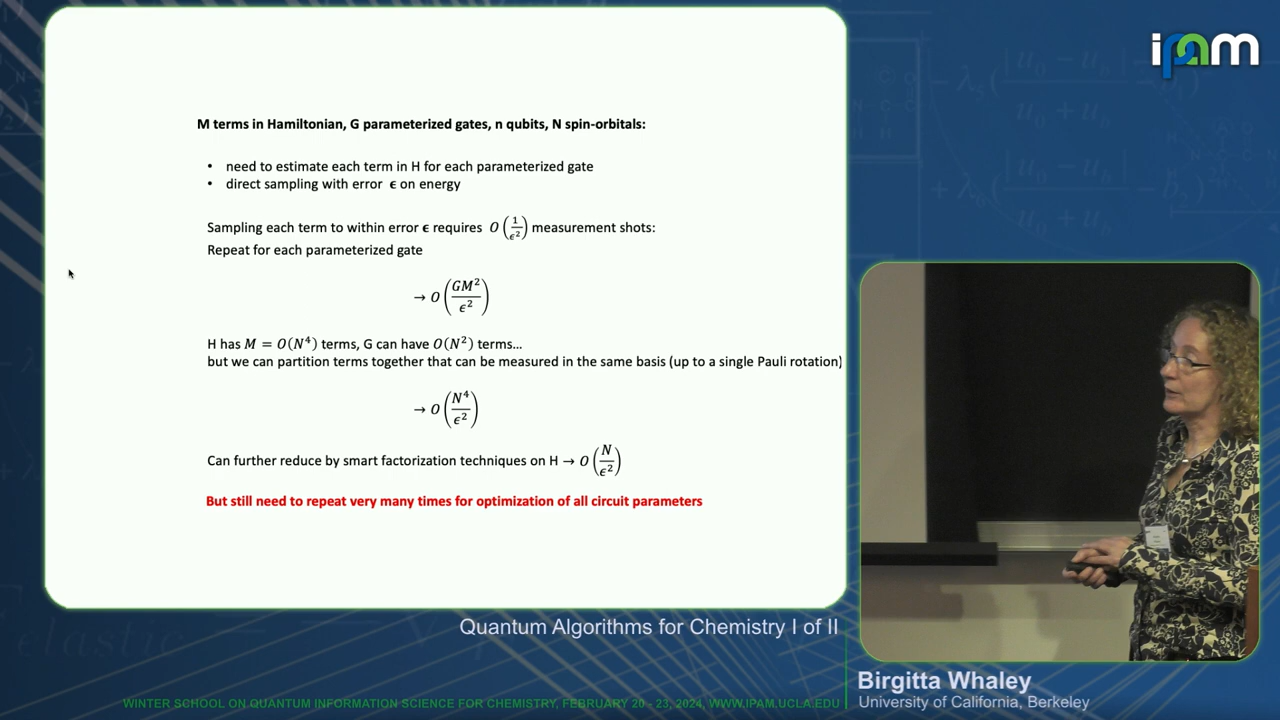 ipam
M terms in Hamiltonian, G parameterized gates, n qubits, N spin-orbitals:
• need to estimate each term in H for each parameterized gate
• direct sampling with error ϵ on energy
Sampling each term to within error ϵ requires O(1/ϵ²) measurement shots:
Repeat for each parameterized gate
→ O(GM²/ϵ²)
H has M = O(N⁴) terms, G can have O(N²) terms...
but we can partition terms together that can be measured in the same basis (up to a single Pauli rotation)
→ O(N⁴/ϵ²)
Can further reduce by smart factorization techniques on H → O(N/ϵ²)
But still need to repeat very many times for optimization of all circuit parameters
Quantum Algorithms for Chemistry I of II
Birgitta Whaley
University of California, Berkeley
WINTER SCHOOL ON QUANTUM INFORMATION SCIENCE FOR CHEMISTRY, FEBRUARY 20 - 23, 2024, WWW.IPAM.UCLA.EDU
elastic